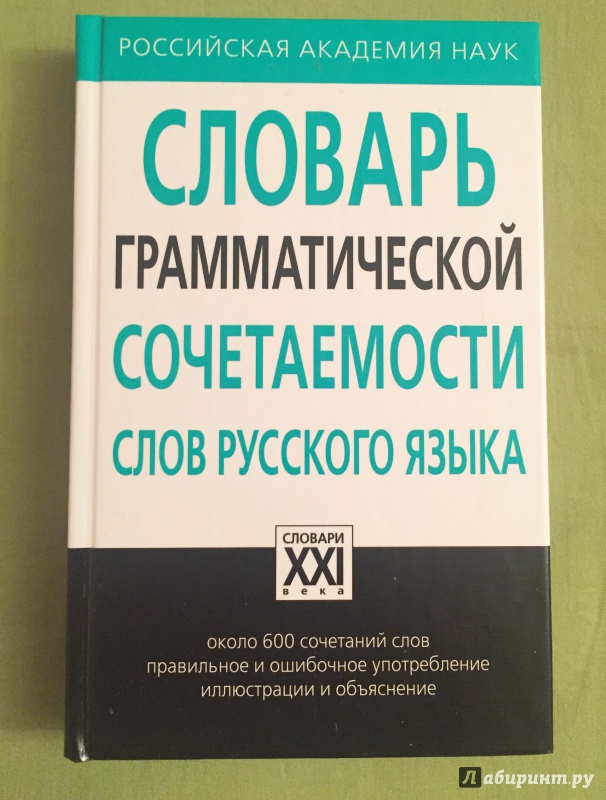 РОССИЙСКАЯ АКАДЕМИЯ НАУК
СЛОВАРЬ
ГРАММАТИЧЕСКОЙ
СОЧЕТАЕМОСТИ
СЛОВ РУССКОГО ЯЗЫКА
СЛОВАРИ
XXI
века
около 600 сочетаний слов
правильное и ошибочное употребление
иллюстрации и объяснение
Лабиринт.ру